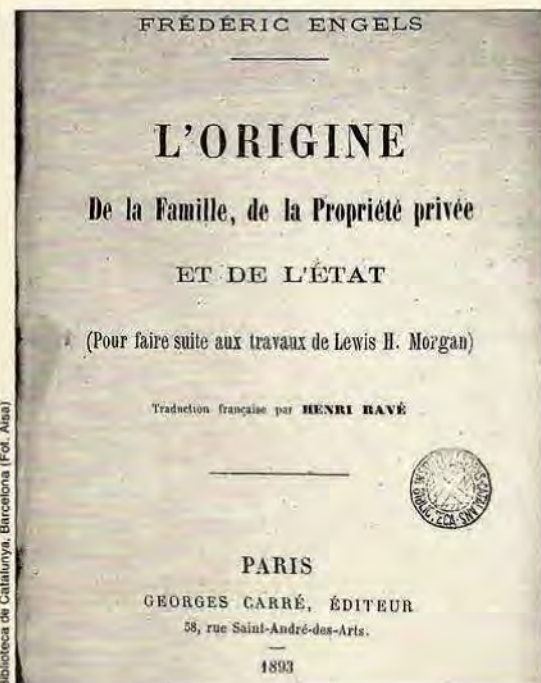 FRÉDÉRIC ENGELS
L'ORIGINE
De la Famille, de la Propriété privée
ET DE L'ÉTAT
(Pour faire suite aux travaux de Lewis H. Morgan)
Traduction française par HENRI RAVÉ
PARIS
GEORGES CARRÉ, ÉDITEUR
58, rue Saint-André-des-Arts.
1893
Biblioteca de Catalunya, Barcelona (Fot. Aisa)